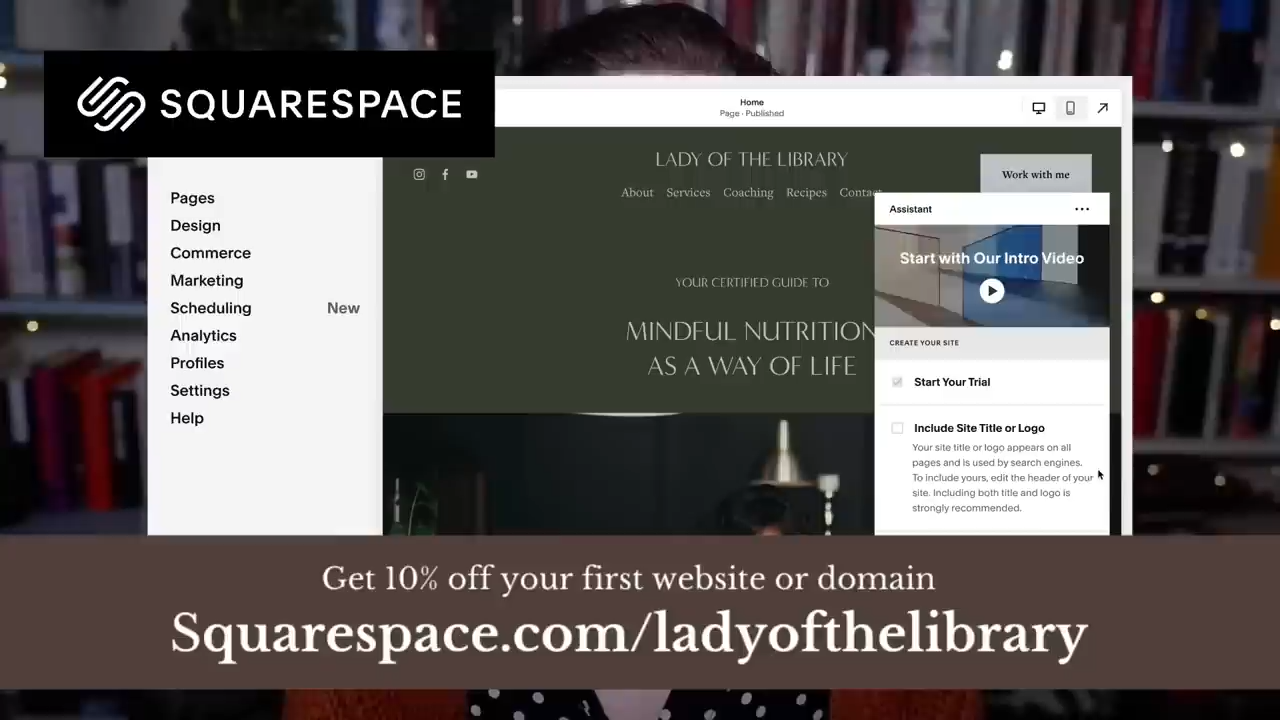 SQUARESPACE
Home
Page · Published
LADY OF THE LIBRARY
About Services Coaching Recipes Contact
Work with me
Pages
Design
Commerce
Marketing
Scheduling New
Analytics
Profiles
Settings
Help
YOUR CERTIFIED GUIDE TO
MINDFUL NUTRITION
AS A WAY OF LIFE
Assistant
Start with Our Intro Video
CREATE YOUR SITE
Start Your Trial
Include Site Title or Logo
Your site title or logo appears on all
pages and is used by search engines.
To include yours, edit the header of your
site. Including both title and logo is
strongly recommended.
Get 10% off your first website or domain
Squarespace.com/ladyofthelibrary